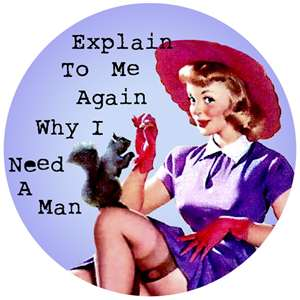 Explain
To Me
Again
Why I
Need
A
Man